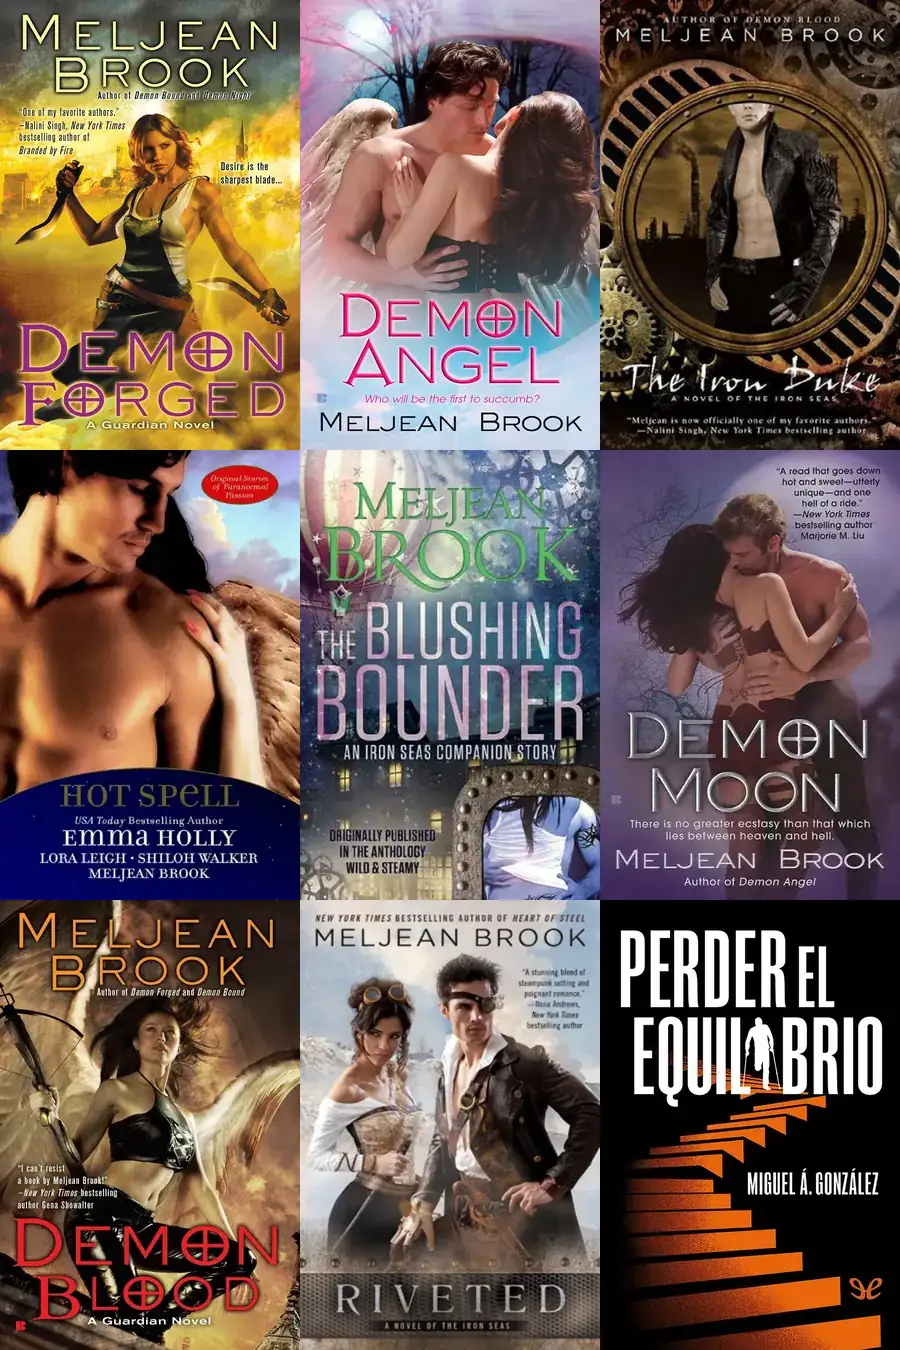 MELJEAN
BROOK
Author of Demon Bound and Demon Night
"One of my favorite authors."
—Nalini Singh, New York Times
bestselling author of
Branded by Fire
Desire is the
sharpest blade...
DEMON
FORGED
A Guardian Novel
DEMON
ANGEL
Who will be the first to succumb?
MELJEAN BROOK
AUTHOR OF DEMON BLOOD
MELJEAN BROOK
The Iron Duke
A NOVEL OF THE IRON SEAS
"Meljean is now officially one of my favorite authors."
—Nalini Singh, New York Times bestselling author
Original Stories
of Paranormal
Passion
HOT SPELL
USA Today Bestselling Author
EMMA HOLLY
LORA LEIGH • SHILOH WALKER
MELJEAN BROOK
MELJEAN
BROOK
THE BLUSHING
BOUNDER
AN IRON SEAS COMPANION STORY
ORIGINALLY PUBLISHED
IN THE ANTHOLOGY
WILD & STEAMY
"A read that goes down
hot and sweet—utterly
unique—and one
hell of a ride."
—New York Times
bestselling author
Marjorie M. Liu
DEMON
MOON
There is no greater ecstasy than that which
lies between heaven and hell.
MELJEAN BROOK
Author of Demon Angel
MELJEAN
BROOK
Author of Demon Forged and Demon Bound
"I can't resist
a book by Meljean Brook!"
—New York Times bestselling
author Gena Showalter
DEMON
BLOOD
A Guardian Novel
B
NEW YORK TIMES BESTSELLING AUTHOR OF HEART OF STEEL
MELJEAN BROOK
"A stunning blend of
steampunk setting and
poignant romance."
—Ilona Andrews,
New York Times
bestselling author
RIVETED
A NOVEL OF THE IRON SEAS
PERDER EL
EQUILIBRIO
MIGUEL Á. GONZÁLEZ